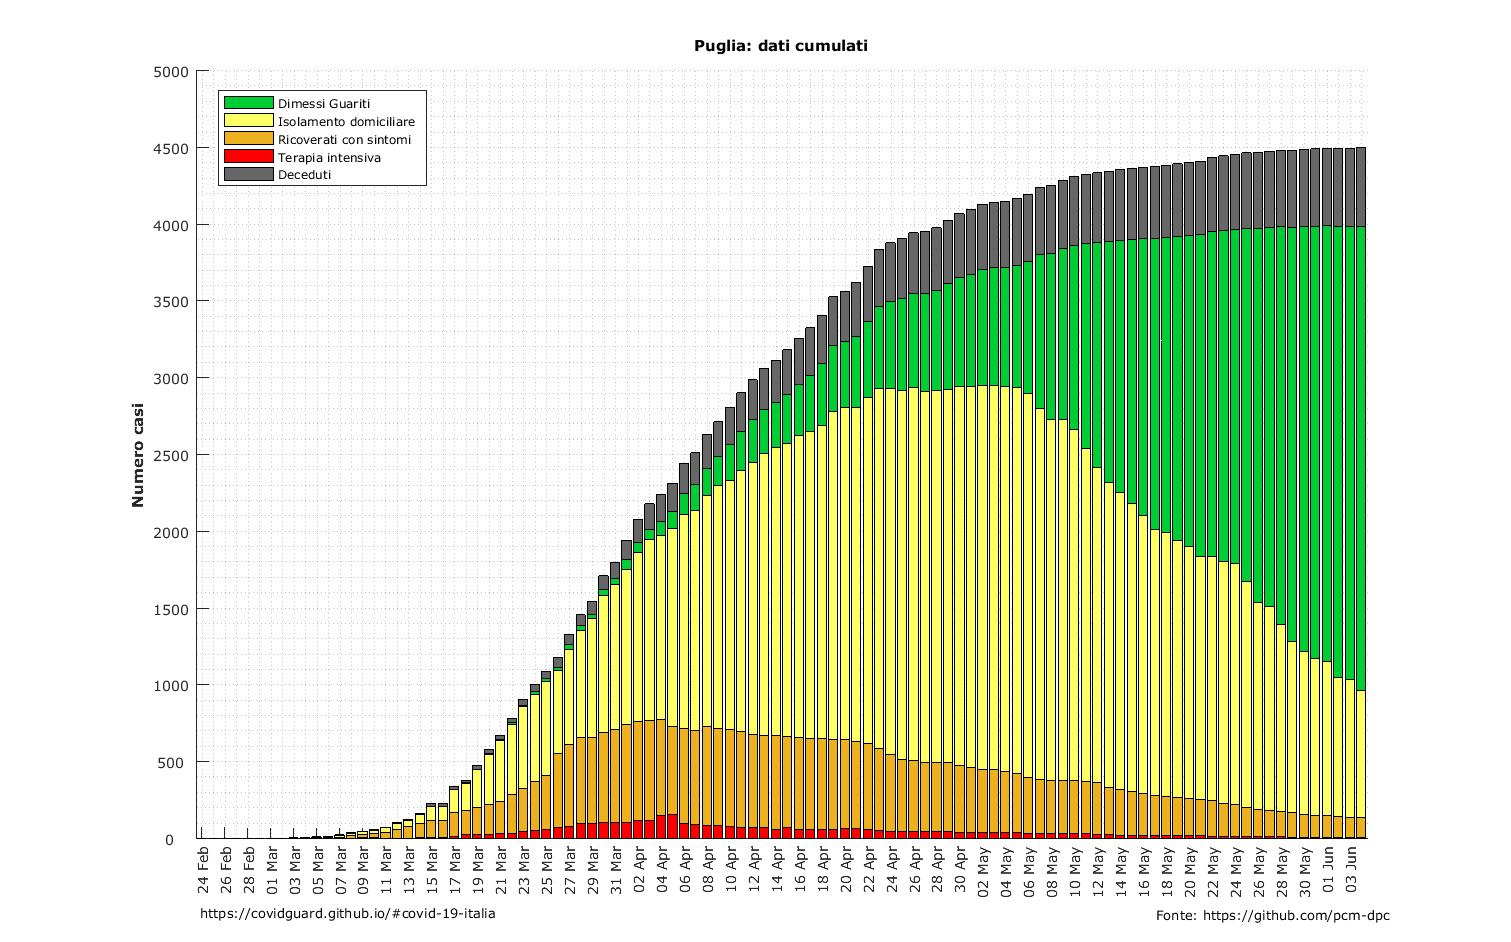 Puglia: dati cumulati
5000
4500
4000
3500
3000
2500
2000
1500
1000
500
0
Numero casi
Dimessi Guariti
Isolamento domiciliare
Ricoverati con sintomi
Terapia intensiva
Deceduti
24 Feb
26 Feb
28 Feb
01 Mar
03 Mar
05 Mar
07 Mar
09 Mar
11 Mar
13 Mar
15 Mar
17 Mar
19 Mar
21 Mar
23 Mar
25 Mar
27 Mar
29 Mar
31 Mar
02 Apr
04 Apr
06 Apr
08 Apr
10 Apr
12 Apr
14 Apr
16 Apr
18 Apr
20 Apr
22 Apr
24 Apr
26 Apr
28 Apr
30 Apr
02 May
04 May
06 May
08 May
10 May
12 May
14 May
16 May
18 May
20 May
22 May
24 May
26 May
28 May
30 May
01 Jun
03 Jun
https://covidguard.github.io/#covid-19-italia
Fonte: https://github.com/pcm-dpc